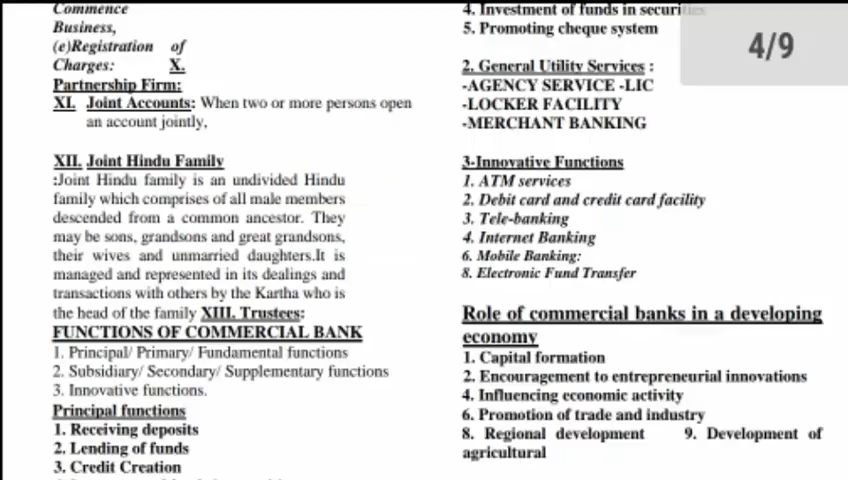 Commence
Business,
(e)Registration of
Charges: X.
Partnership Firm:
XI. Joint Accounts: When two or more persons open
an account jointly,
XII. Joint Hindu Family
:Joint Hindu family is an undivided Hindu
family which comprises of all male members
descended from a common ancestor. They
may be sons, grandsons and great grandsons,
their wives and unmarried daughters.It is
managed and represented in its dealings and
transactions with others by the Kartha who is
the head of the family XIII. Trustees:
FUNCTIONS OF COMMERCIAL BANK
1. Principal/ Primary/ Fundamental functions
2. Subsidiary/ Secondary/ Supplementary functions
3. Innovative functions.
Principal functions
1. Receiving deposits
2. Lending of funds
3. Credit Creation
4. Investment of funds in securities
5. Promoting cheque system
4/9
2. General Utility Services :
-AGENCY SERVICE -LIC
-LOCKER FACILITY
-MERCHANT BANKING
3-Innovative Functions
1. ATM services
2. Debit card and credit card facility
3. Tele-banking
4. Internet Banking
6. Mobile Banking:
8. Electronic Fund Transfer
Role of commercial banks in a developing
economy
1. Capital formation
2. Encouragement to entrepreneurial innovations
4. Influencing economic activity
6. Promotion of trade and industry
8. Regional development 9. Development of
agricultural